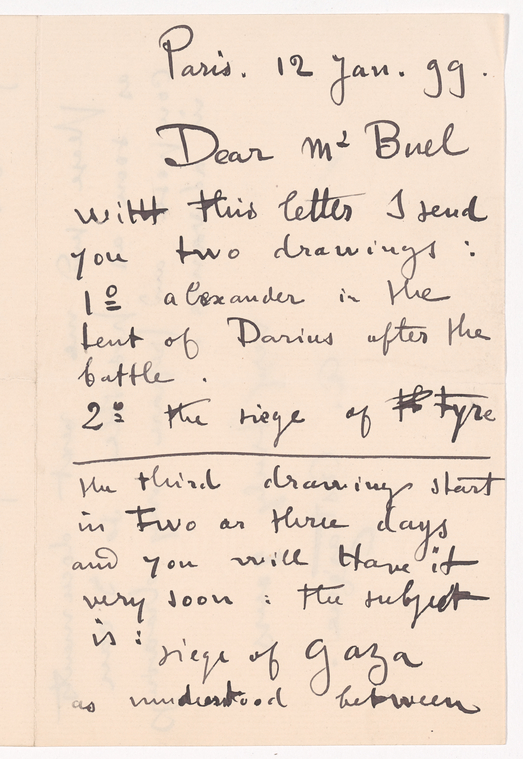 Paris. 12 Jan. 99.
Dear Mr Buel
with this letter I send
you two drawings :
1º alexander in the
tent of Darius after the
battle .
2º the siege of Tyre
the third drawing start
in Two or three days
and you will Have it
very soon : the subject
is : siege of Gaza
as understood between